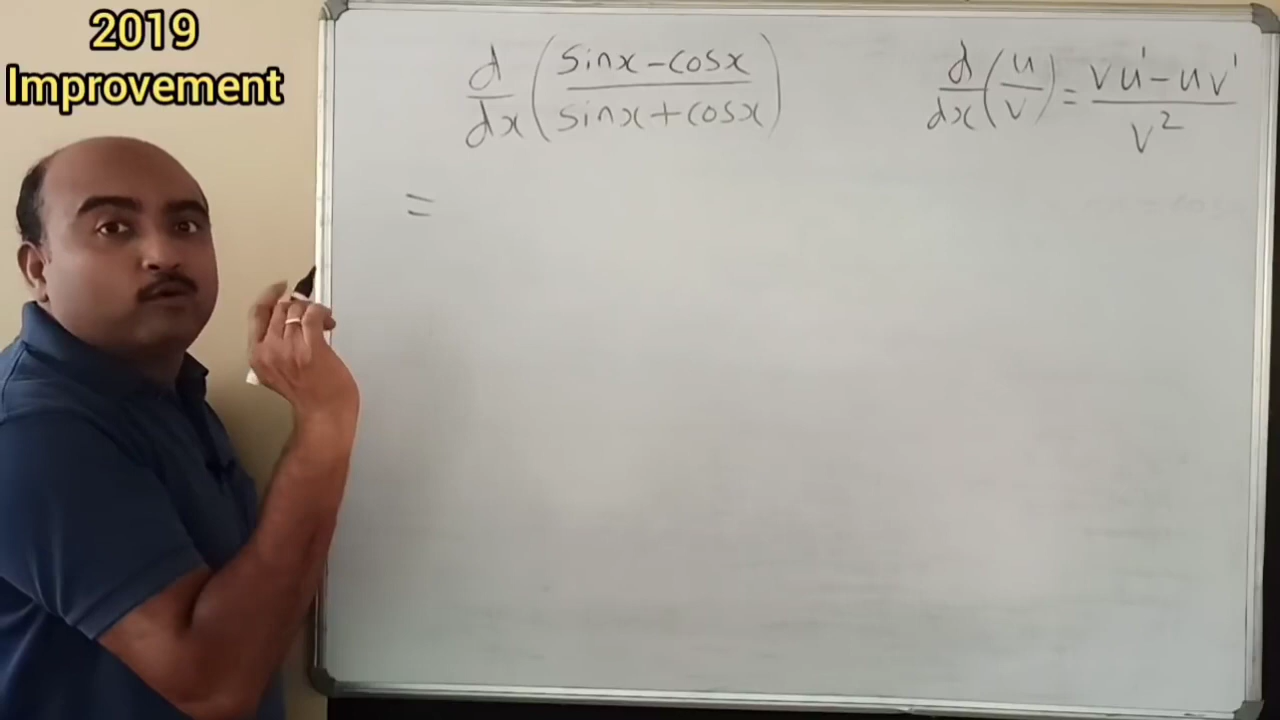 2019
Improvement
d/dx (sinx-cosx / sinx+cosx)
d/dx (u/v) = vu' - uv' / v²
=